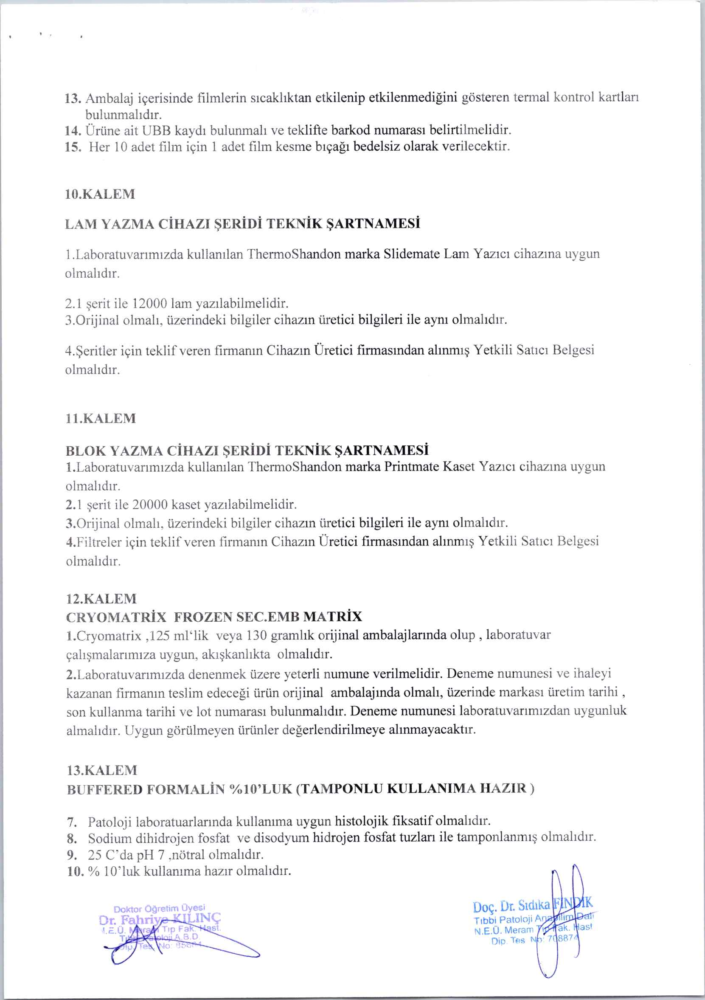 13. Ambalaj içerisinde filmlerin sıcaklıktan etkilenip etkilenmediğini gösteren termal kontrol kartları
bulunmalıdır.
14. Ürüne ait UBB kaydı bulunmalı ve teklifte barkod numarası belirtilmelidir.
15. Her 10 adet film için 1 adet film kesme bıçağı bedelsiz olarak verilecektir.
10.KALEM
LAM YAZMA CİHAZI ŞERİDİ TEKNİK ŞARTNAMESİ
1.Laboratuvarımızda kullanılan ThermoShandon marka Slidemate Lam Yazıcı cihazına uygun
olmalıdır.
2.1 şerit ile 12000 lam yazılabilmelidir.
3.Orijinal olmalı, üzerindeki bilgiler cihazın üretici bilgileri ile aynı olmalıdır.
4.Şeritler için teklif veren firmanın Cihazın Üretici firmasından alınmış Yetkili Satıcı Belgesi
olmalıdır.
11.KALEM
BLOK YAZMA CİHAZI ŞERİDİ TEKNİK ŞARTNAMESİ
1.Laboratuvarımızda kullanılan ThermoShandon marka Printmate Kaset Yazıcı cihazına uygun
olmalıdır.
2.1 şerit ile 20000 kaset yazılabilmelidir.
3.Orijinal olmalı, üzerindeki bilgiler cihazın üretici bilgileri ile aynı olmalıdır.
4.Filtreler için teklif veren firmanın Cihazın Üretici firmasından alınmış Yetkili Satıcı Belgesi
olmalıdır.
12.KALEM
CRYOMATRİX FROZEN SEC.EMB MATRİX
1.Cryomatrix ,125 ml‘lik veya 130 gramlık orijinal ambalajlarında olup , laboratuvar
çalışmalarımıza uygun, akışkanlıkta olmalıdır.
2.Laboratuvarımızda denenmek üzere yeterli numune verilmelidir. Deneme numunesi ve ihaleyi
kazanan firmanın teslim edeceği ürün orijinal ambalajında olmalı, üzerinde markası üretim tarihi ,
son kullanma tarihi ve lot numarası bulunmalıdır. Deneme numunesi laboratuvarımızdan uygunluk
almalıdır. Uygun görülmeyen ürünler değerlendirilmeye alınmayacaktır.
13.KALEM
BUFFERED FORMALİN %10’LUK (TAMPONLU KULLANIMA HAZIR )
7. Patoloji laboratuarlarında kullanıma uygun histolojik fiksatif olmalıdır.
8. Sodium dihidrojen fosfat ve disodyum hidrojen fosfat tuzları ile tamponlanmış olmalıdır.
9. 25 C’da pH 7 ,nötral olmalıdır.
10. % 10’luk kullanıma hazır olmalıdır.
Doktor Öğretim Üyesi
Dr. Fahriye KILINÇ
Meram Tıp Fak. Hast.
Tıbbi Patoloji A.B.D.
Dip. Tes. No:
Doç. Dr. Sıdıka FINDIK
Tıbbi Patoloji Anabilim Dalı
N.E.Ü. Meram Tıp Fak. Hast
Dip. Tes No: 708874